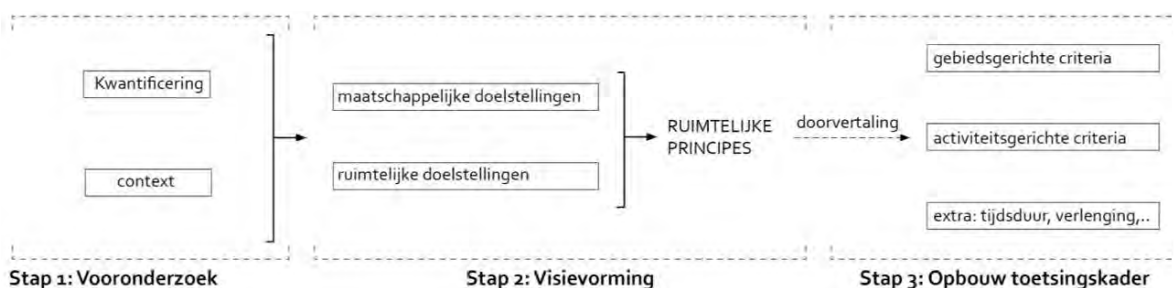 Kwantificering
context
Stap 1: Vooronderzoek
maatschappelijke doelstellingen
ruimtelijke doelstellingen
RUIMTELIJKE
PRINCIPES
Stap 2: Visievorming
doorvertaling
gebiedsgerichte criteria
activiteitsgerichte criteria
extra: tijdsduur, verlenging,..
Stap 3: Opbouw toetsingskader